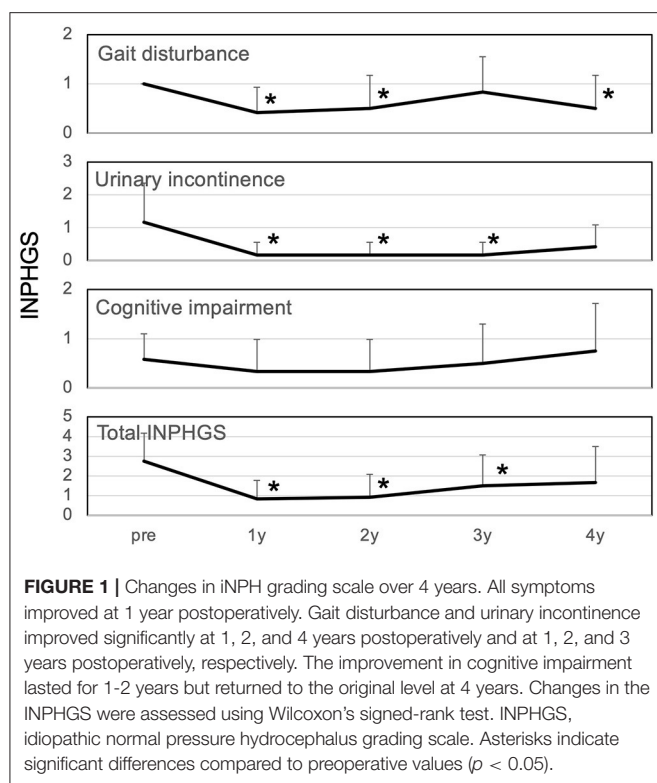 2
Gait disturbance
1
*
*
*
0
3
Urinary incontinence
2
1
*
*
*
0
INPHGS
2
Cognitive impairment
1
0
5
Total INPHGS
4
3
2
*
*
*
1
0
pre 1y 2y 3y 4y
FIGURE 1 | Changes in iNPH grading scale over 4 years. All symptoms
improved at 1 year postoperatively. Gait disturbance and urinary incontinence
improved significantly at 1, 2, and 4 years postoperatively and at 1, 2, and 3
years postoperatively, respectively. The improvement in cognitive impairment
lasted for 1-2 years but returned to the original level at 4 years. Changes in the
INPHGS were assessed using Wilcoxon's signed-rank test. INPHGS,
idiopathic normal pressure hydrocephalus grading scale. Asterisks indicate
significant differences compared to preoperative values (p < 0.05).